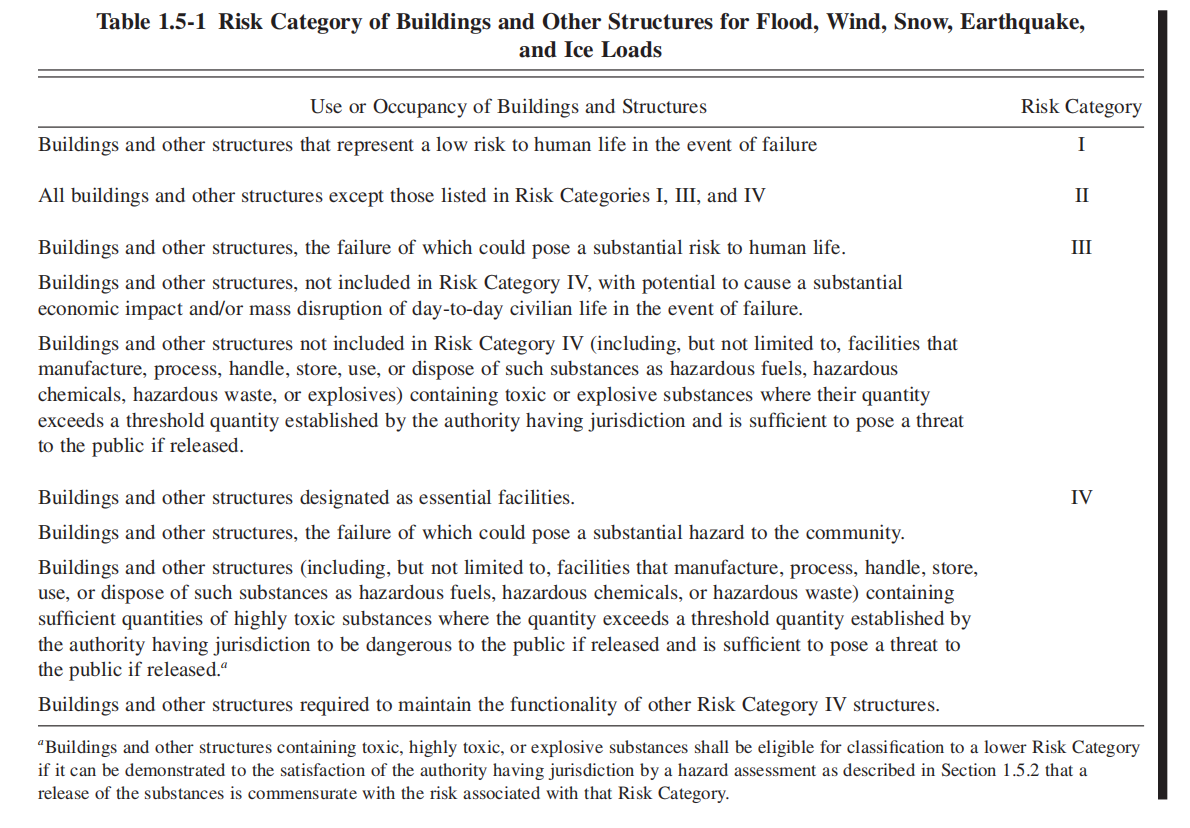 Table 1.5-1 Risk Category of Buildings and Other Structures for Flood, Wind, Snow, Earthquake,
and Ice Loads
Use or Occupancy of Buildings and Structures Risk Category
Buildings and other structures that represent a low risk to human life in the event of failure I
All buildings and other structures except those listed in Risk Categories I, III, and IV II
Buildings and other structures, the failure of which could pose a substantial risk to human life. III
Buildings and other structures, not included in Risk Category IV, with potential to cause a substantial
economic impact and/or mass disruption of day-to-day civilian life in the event of failure.
Buildings and other structures not included in Risk Category IV (including, but not limited to, facilities that
manufacture, process, handle, store, use, or dispose of such substances as hazardous fuels, hazardous
chemicals, hazardous waste, or explosives) containing toxic or explosive substances where their quantity
exceeds a threshold quantity established by the authority having jurisdiction and is sufficient to pose a threat
to the public if released.
Buildings and other structures designated as essential facilities. IV
Buildings and other structures, the failure of which could pose a substantial hazard to the community.
Buildings and other structures (including, but not limited to, facilities that manufacture, process, handle, store,
use, or dispose of such substances as hazardous fuels, hazardous chemicals, or hazardous waste) containing
sufficient quantities of highly toxic substances where the quantity exceeds a threshold quantity established by
the authority having jurisdiction to be dangerous to the public if released and is sufficient to pose a threat to
the public if released.a
Buildings and other structures required to maintain the functionality of other Risk Category IV structures.
aBuildings and other structures containing toxic, highly toxic, or explosive substances shall be eligible for classification to a lower Risk Category
if it can be demonstrated to the satisfaction of the authority having jurisdiction by a hazard assessment as described in Section 1.5.2 that a
release of the substances is commensurate with the risk associated with that Risk Category.